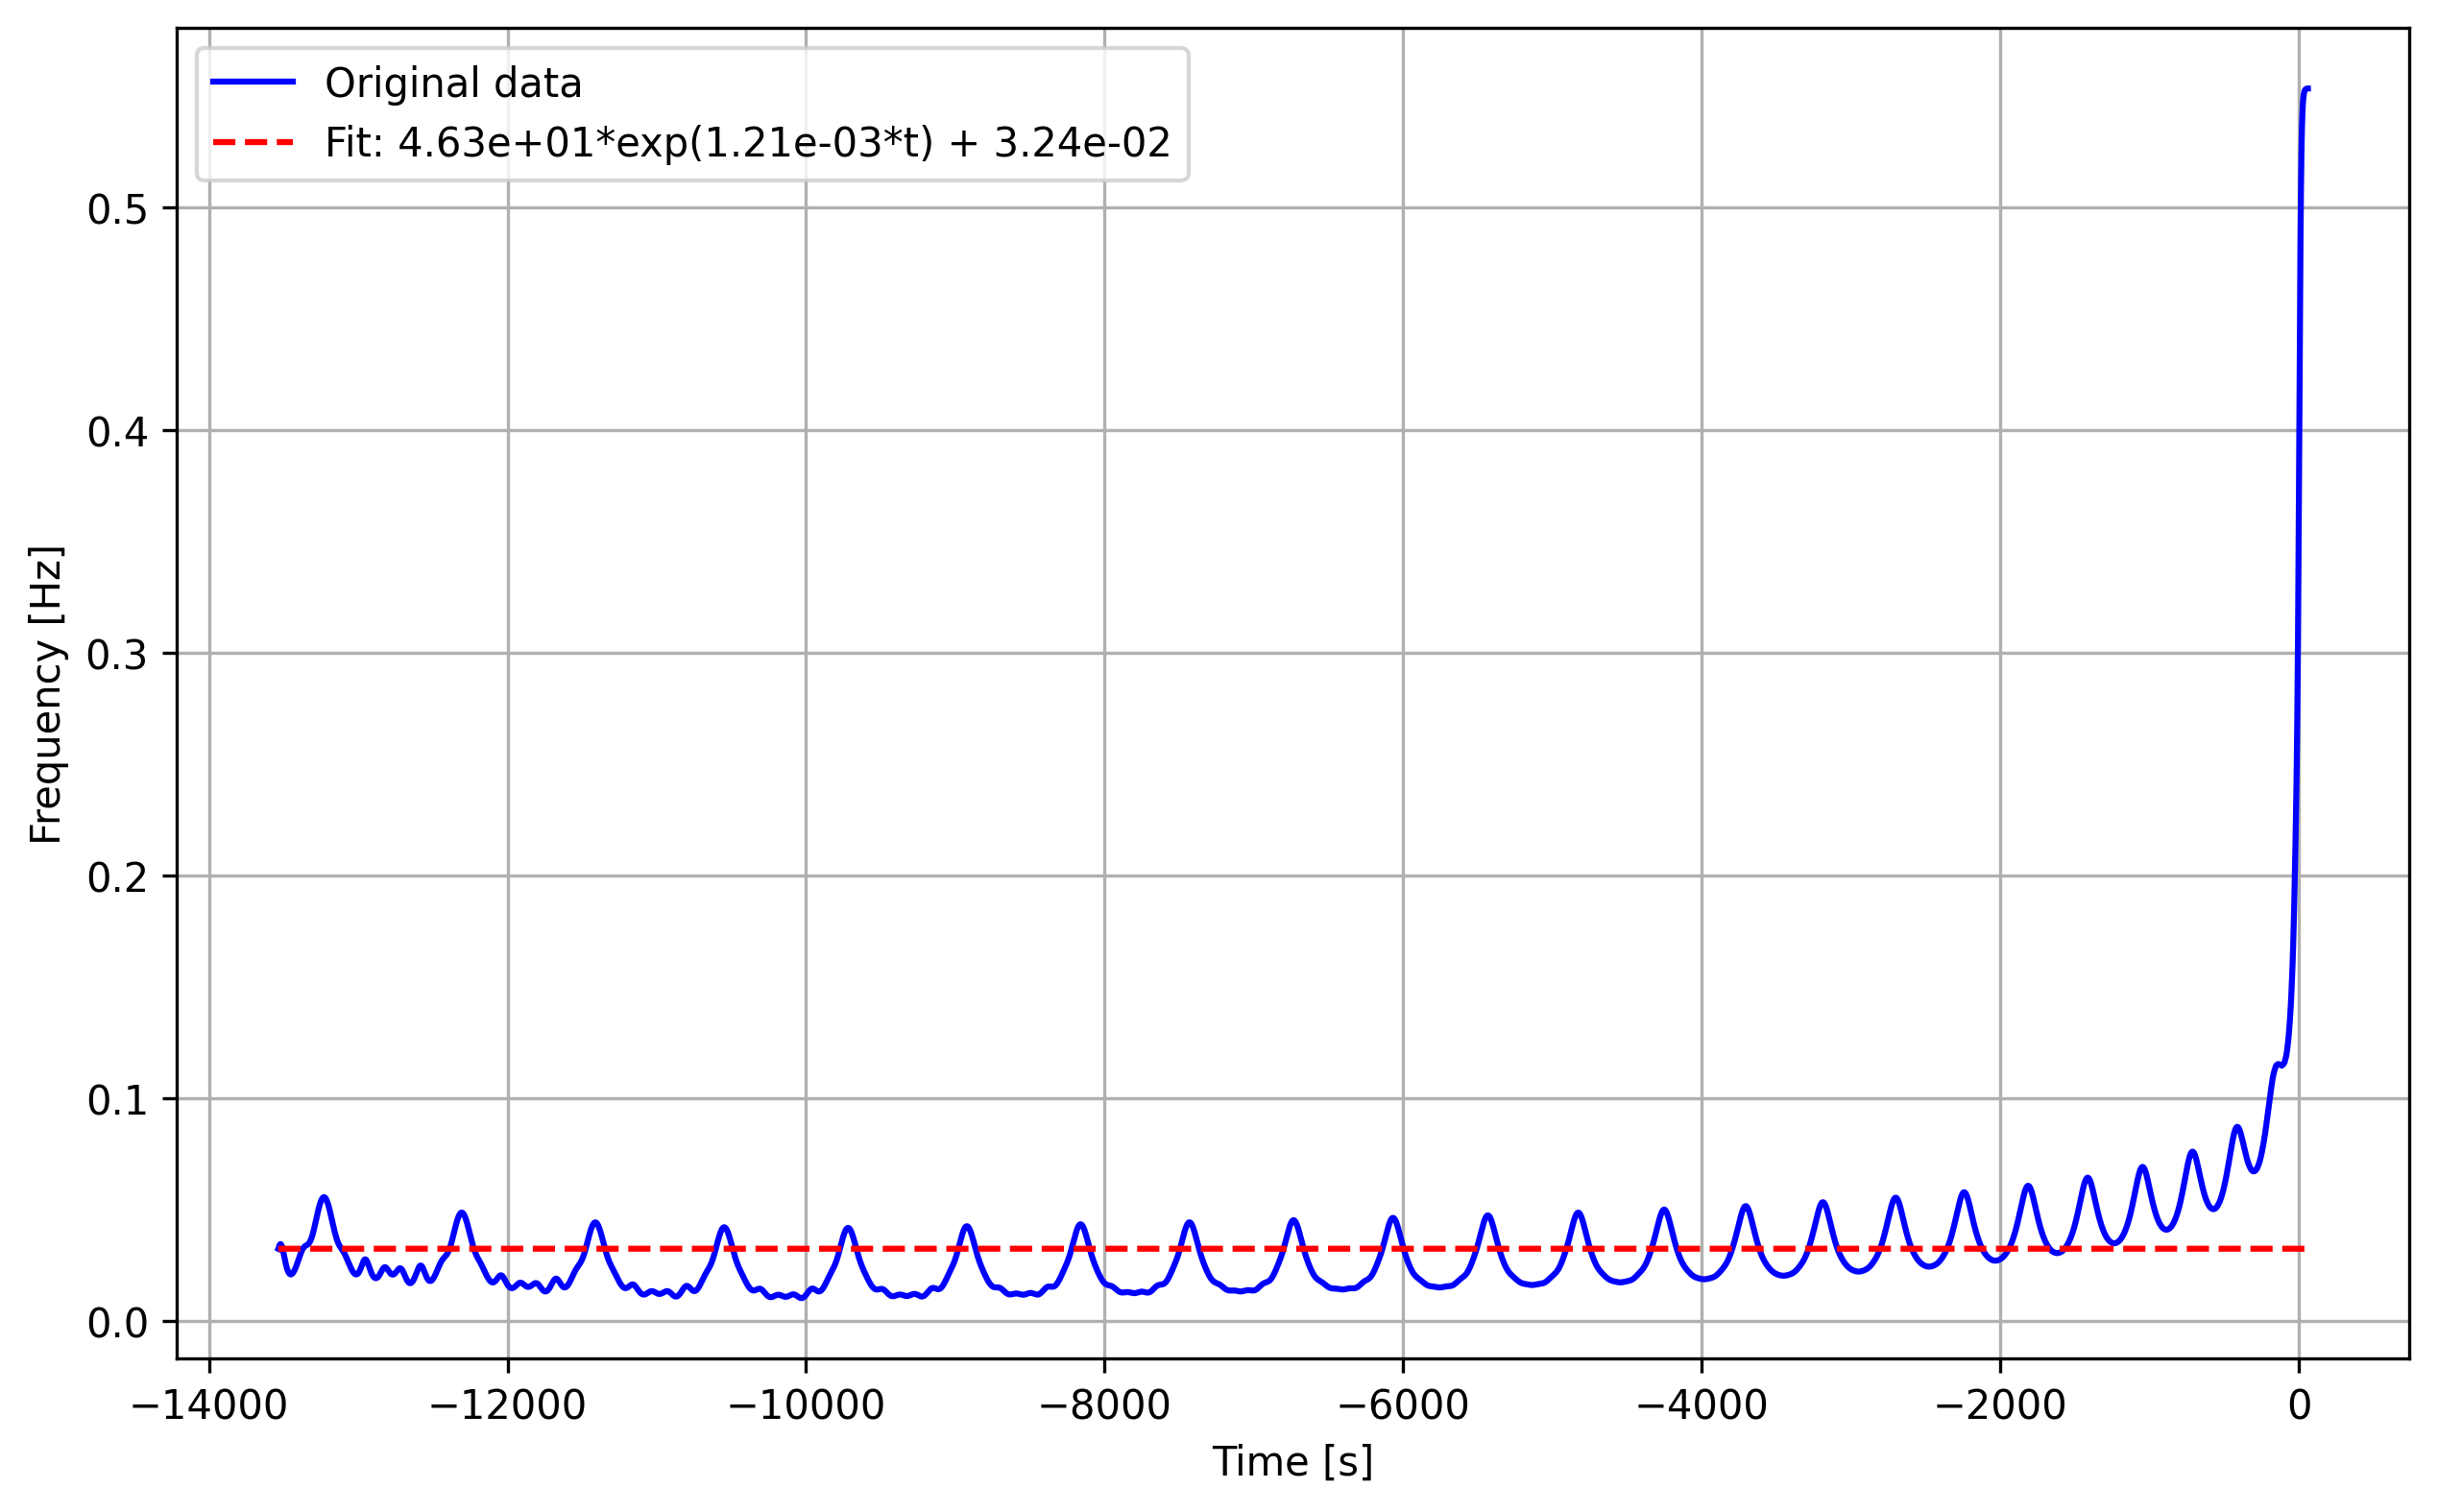 Original data
Fit: 4.63e+01*exp(1.21e-03*t) + 3.24e-02
Frequency [Hz]
0.5
0.4
0.3
0.2
0.1
0.0
−14000 −12000 −10000 −8000 −6000 −4000 −2000 0
Time [s]